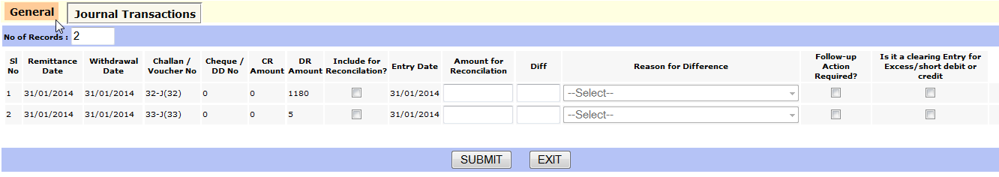 General Journal Transactions
No of Records : 2
Sl No Remittance Date Withdrawal Date Challan / Voucher No Cheque / DD No CR Amount DR Amount Include for Reconcilation? Entry Date Amount for Reconcilation Diff Reason for Difference Follow-up Action Required? Is it a clearing Entry for Excess/short debit or credit
1 31/01/2014 31/01/2014 32-J(32) 0 0 1180 31/01/2014 --Select--
2 31/01/2014 31/01/2014 33-J(33) 0 0 5 31/01/2014 --Select--
SUBMIT EXIT